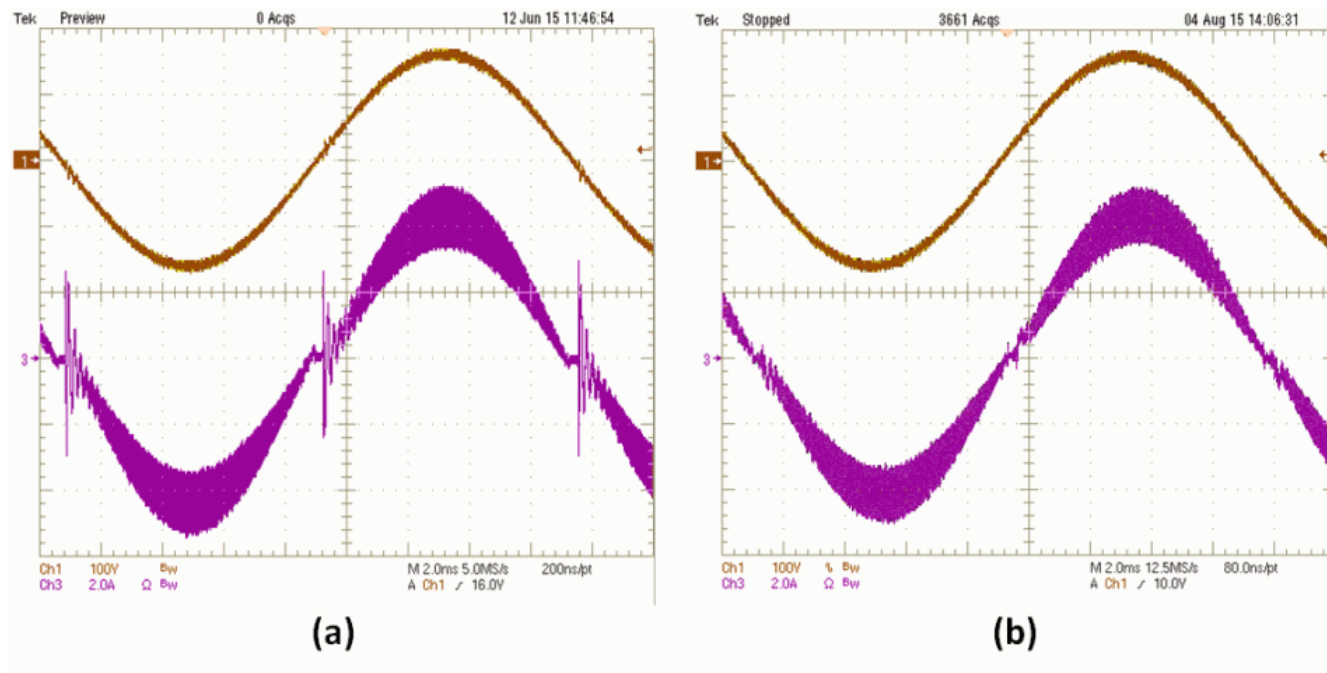 Tek Preview 0 Acqs 12 Jun 15 11:46:54
1
3
Ch1 100V Bw M 2.0ms 5.0MS/s 200ns/pt
Ch3 2.0A Ω Bw A Ch1 ∕ 16.0V
(a)
Tek Stopped 3661 Acqs 04 Aug 15 14:06:31
1
3
Ch1 100V Bw M 2.0ms 12.5MS/s 80.0ns/pt
Ch3 2.0A Ω Bw A Ch1 ∕ 10.0V
(b)